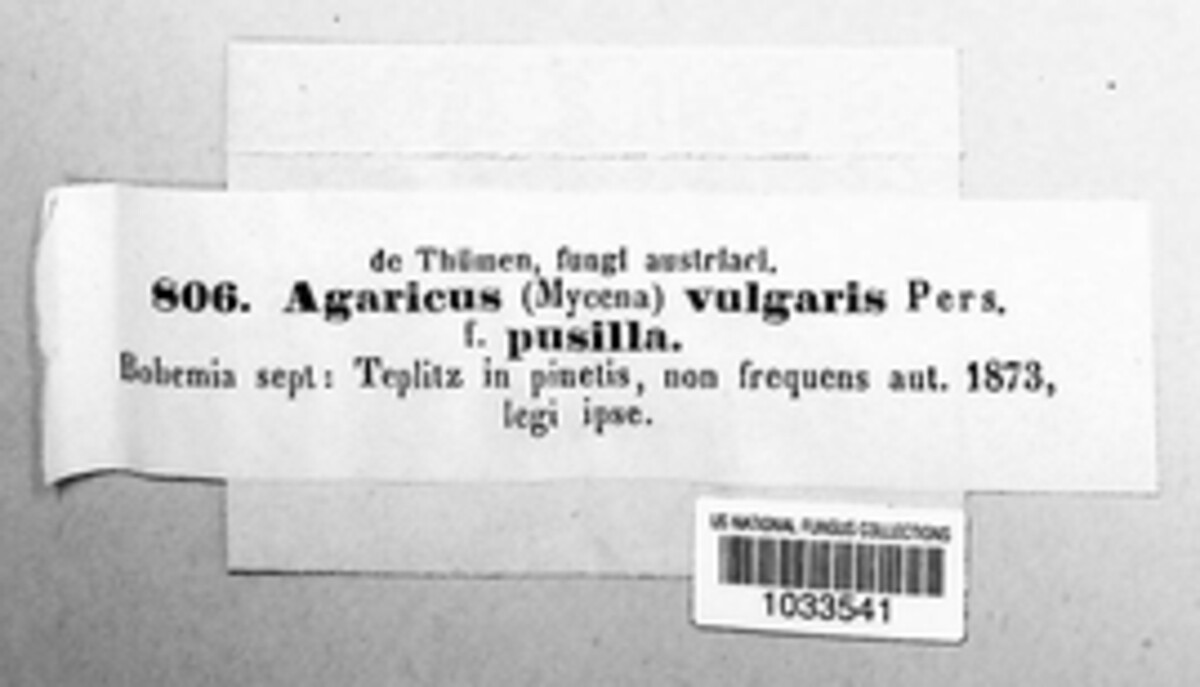 de Thümen, fungi austriaci.
806. Agaricus (Mycena) vulgaris Pers.
f. pusilla.
Bohemia sept: Teplitz in pinetis, non frequens aut. 1873,
legi ipse.
US NATIONAL FUNGUS COLLECTIONS
1033541